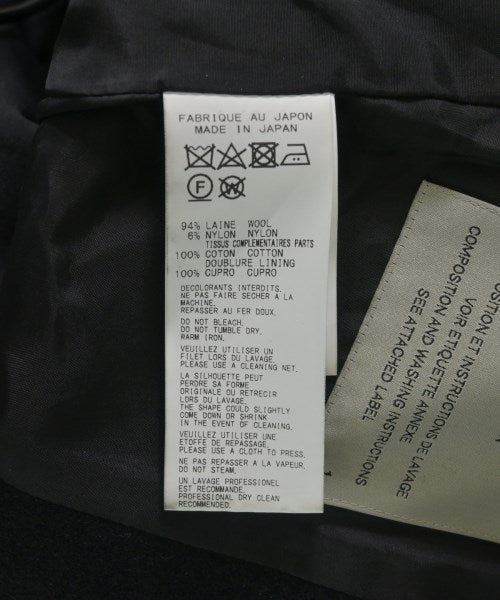 FABRIQUE AU JAPON
MADE IN JAPAN
F W
94% LAINE WOOL
6% NYLON NYLON
TISSUS COMPLEMENTAIRES PARTS
100% COTON COTTON
DOUBLURE LINING
100% CUPRO CUPRO
DECOLORANTS INTERDITS.
NE PAS FAIRE SECHER A LA
MACHINE.
REPASSER AU FER DOUX.
DO NOT BLEACH.
DO NOT TUMBLE DRY.
WARM IRON.
VEUILLEZ UTILISER UN
FILET LORS DU LAVAGE.
PLEASE USE A CLEANING NET.
LA SILHOUETTE PEUT
PERDRE SA FORME
ORIGINALE OU RETRECIR
LORS DU LAVAGE.
THE SHAPE COULD SLIGHTLY
COME DOWN OR SHRINK
IN THE EVENT OF CLEANING.
VEUILLEZ UTILISER UNE
ETOFFE DE REPASSAGE.
PLEASE USE A CLOTH TO PRESS.
NE PAS REPASSER A LA VAPEUR.
DO NOT STEAM.
UN LAVAGE PROFESSIONEL
EST RECOMMANDE.
PROFESSIONAL DRY CLEAN
RECOMMENDED.
OSITION ET INSTRUCTIONS DE LAVAGE
VOIR ETIQUETTE ANNEXE
COMPOSITION AND WASHING INSTRUCTIONS
SEE ATTACHED LABEL
1